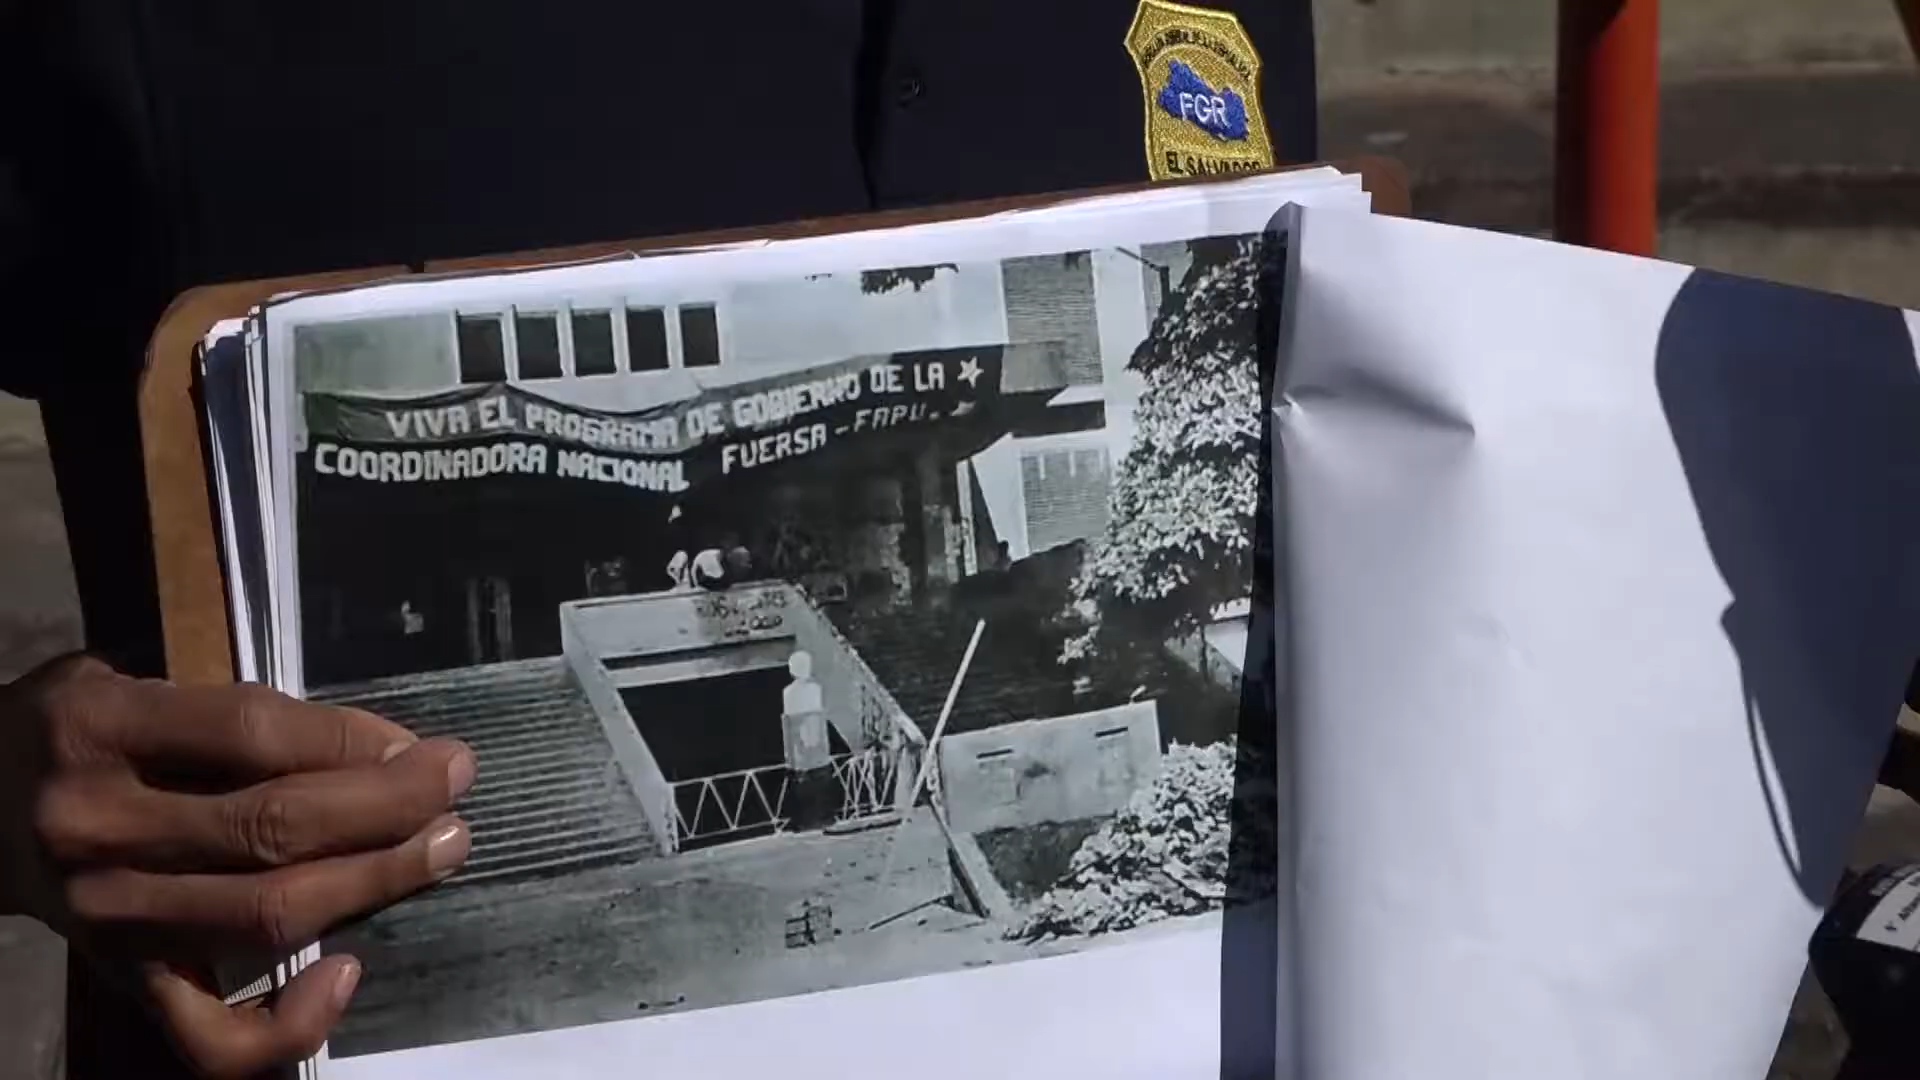 FGR
EL SALVADOR
VIVA EL PROGRAMA DE GOBIERNO DE LA
COORDINADORA NACIONAL FUERSA - FAPU.